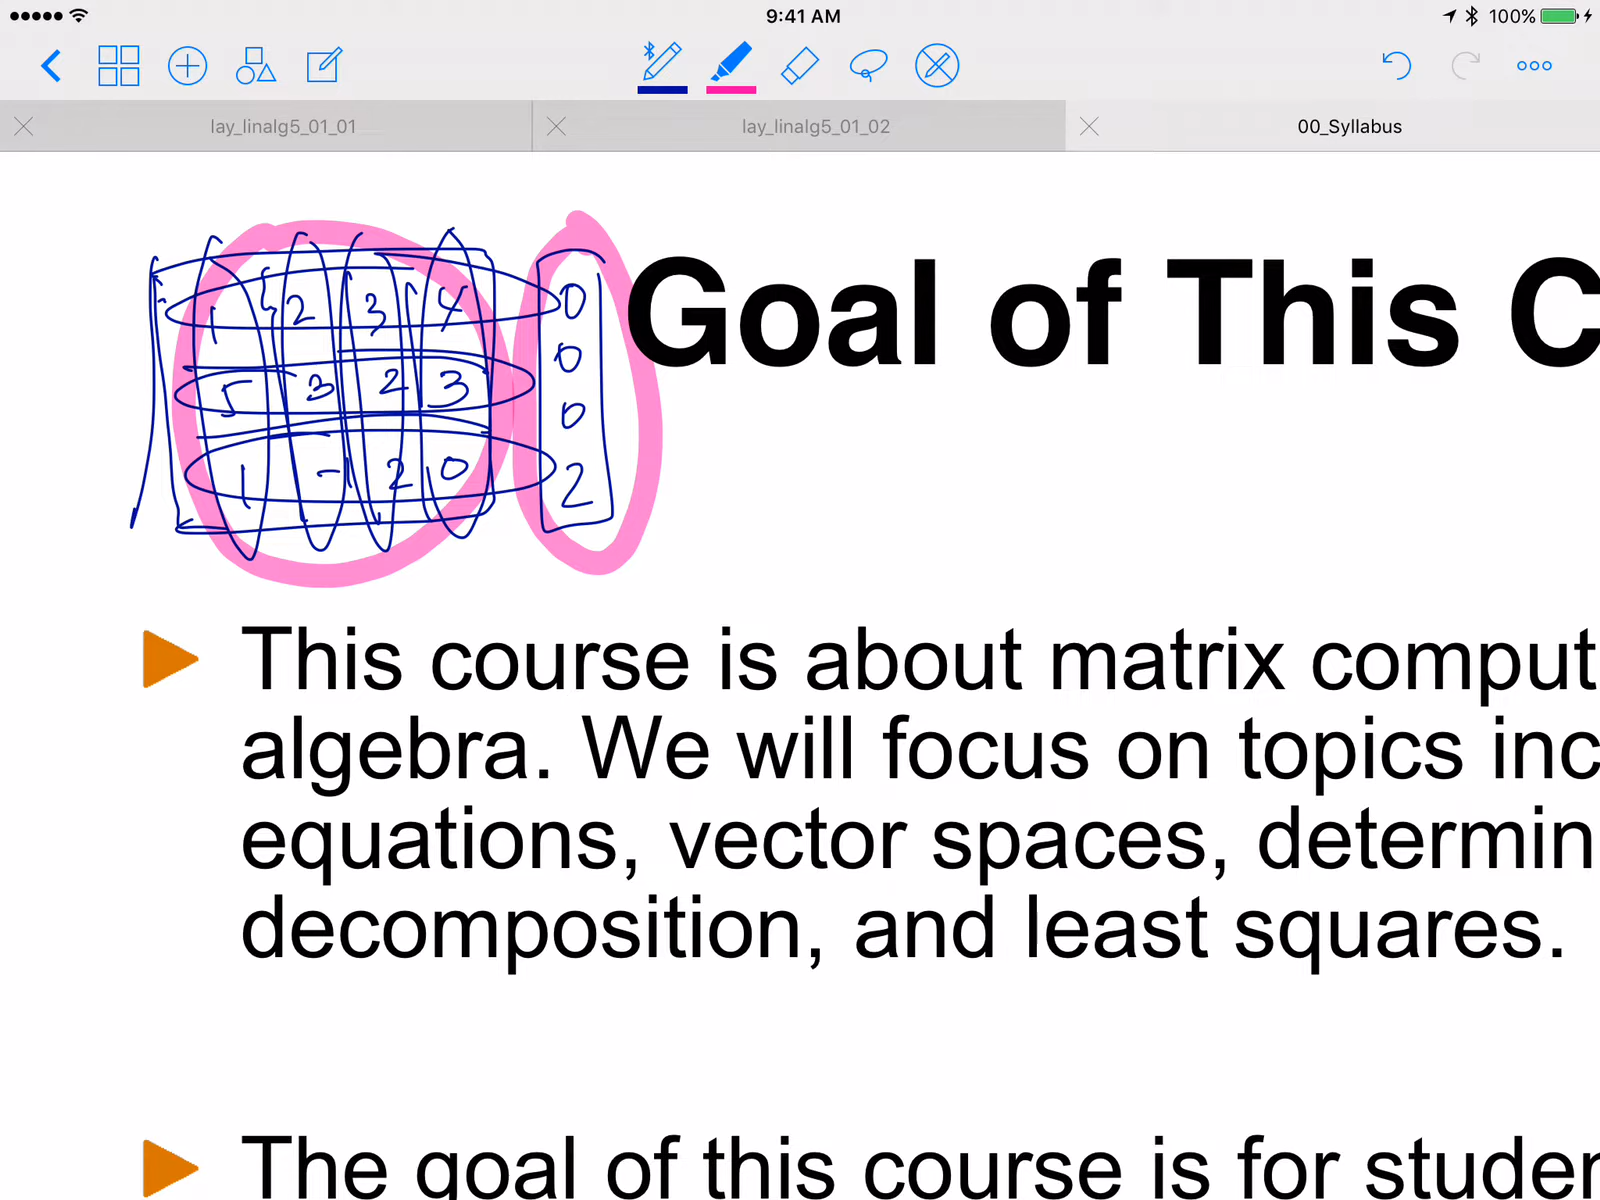 9:41 AM
100%
lay_linalg5_01_01
lay_linalg5_01_02
00_Syllabus
1 2 3 4 0
0
5 3 2 3 0
1 -1 2 0 2
Goal of This C
This course is about matrix comput
algebra. We will focus on topics inc
equations, vector spaces, determin
decomposition, and least squares.
The goal of this course is for studen